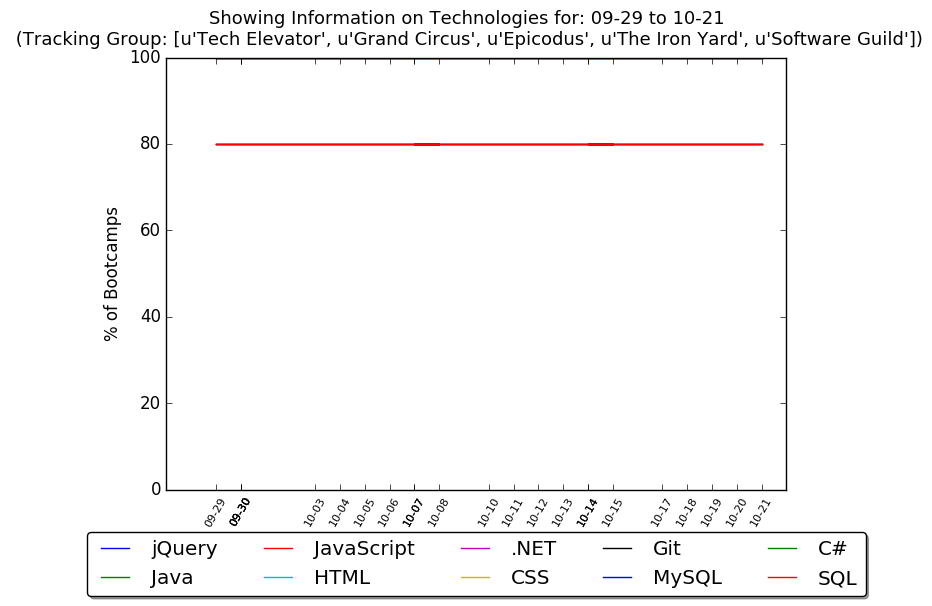 Showing Information on Technologies for: 09-29 to 10-21
(Tracking Group: [u'Tech Elevator', u'Grand Circus', u'Epicodus', u'The Iron Yard', u'Software Guild'])
100
80
60
40
20
0
% of Bootcamps
09-29 09-30 10-03 10-04 10-05 10-06 10-07 10-08 10-10 10-11 10-12 10-13 10-14 10-15 10-17 10-18 10-19 10-20 10-21
jQuery JavaScript .NET Git C#
Java HTML CSS MySQL SQL